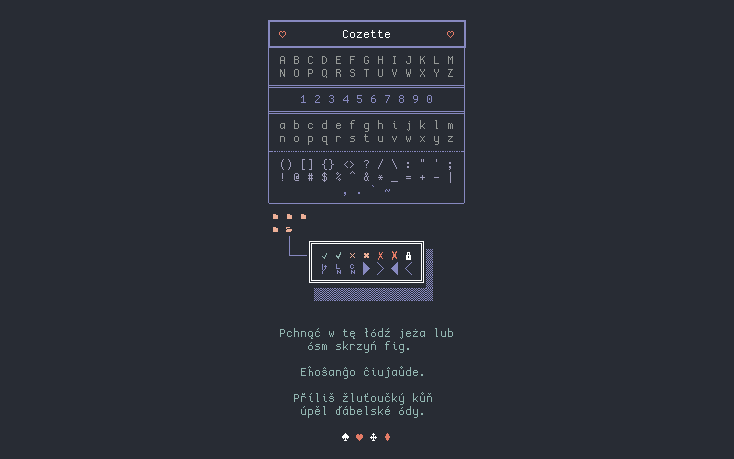 ♡ Cozette ♡
A B C D E F G H I J K L M
N O P Q R S T U V W X Y Z
1 2 3 4 5 6 7 8 9 0
a b c d e f g h i j k l m
n o p q r s t u v w x y z
() [] {} <> ? / \ : " ' ;
! @ # $ % ^ & * _ = + - |
, . ` ~
Pchnąć w tę łódź jeża lub
ósm skrzyń fig.
Eĥoŝanĝo ĉiuĵaŭde.
Příliš žluťoučký kůň
úpěl ďábelské ódy.
♠ ♥ ♣ ♦